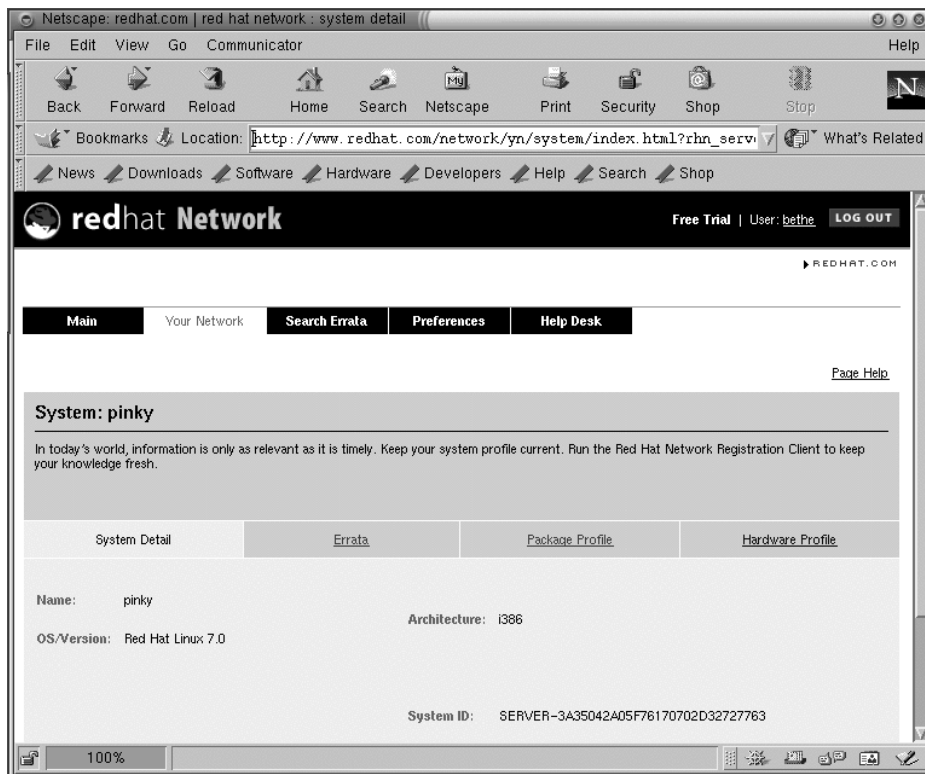 Netscape: redhat.com | red hat network : system detail
File Edit View Go Communicator Help
Back Forward Reload Home Search Netscape Print Security Shop Stop
My
N
Bookmarks Location: http://www.redhat.com/network/yn/system/index.html?rhn_serv What's Related
News Downloads Software Hardware Developers Help Search Shop
redhat Network Free Trial | User: bethe LOG OUT
REDHAT.COM
Main Your Network Search Errata Preferences Help Desk
Page Help
System: pinky
In today's world, information is only as relevant as it is timely. Keep your system profile current. Run the Red Hat Network Registration Client to keep
your knowledge fresh.
System Detail Errata Package Profile Hardware Profile
Name: pinky
Architecture: i386
OS/Version: Red Hat Linux 7.0
System ID: SERVER-3A35042A05F76170702D32727763
100%